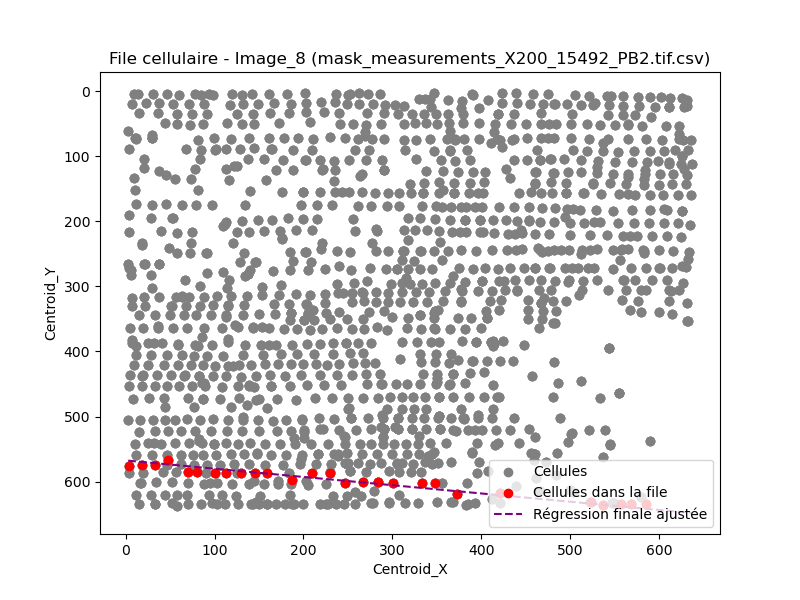 File cellulaire - Image_8 (mask_measurements_X200_15492_PB2.tif.csv)
0
100
200
300
400
500
600
Centroid_Y
Cellules
Cellules dans la file
Régression finale ajustée
0 100 200 300 400 500 600
Centroid_X